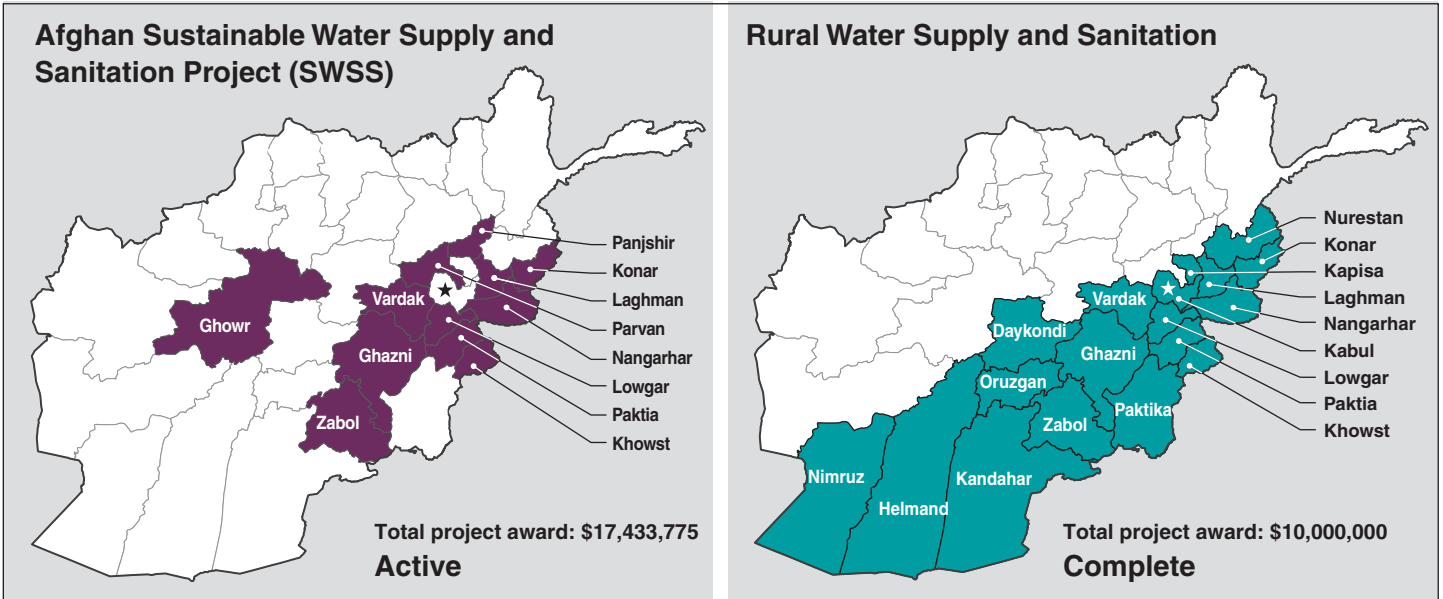 Afghan Sustainable Water Supply and
Sanitation Project (SWSS)
Panjshir
Konar
Laghman
Parvan
Nangarhar
Lowgar
Paktia
Khowst
Vardak
Ghowr
Ghazni
Zabol
Total project award: $17,433,775
Active
Rural Water Supply and Sanitation
Nurestan
Konar
Kapisa
Laghman
Nangarhar
Kabul
Lowgar
Paktia
Khowst
Vardak
Daykondi
Ghazni
Oruzgan
Paktika
Zabol
Nimruz
Kandahar
Helmand
Total project award: $10,000,000
Complete